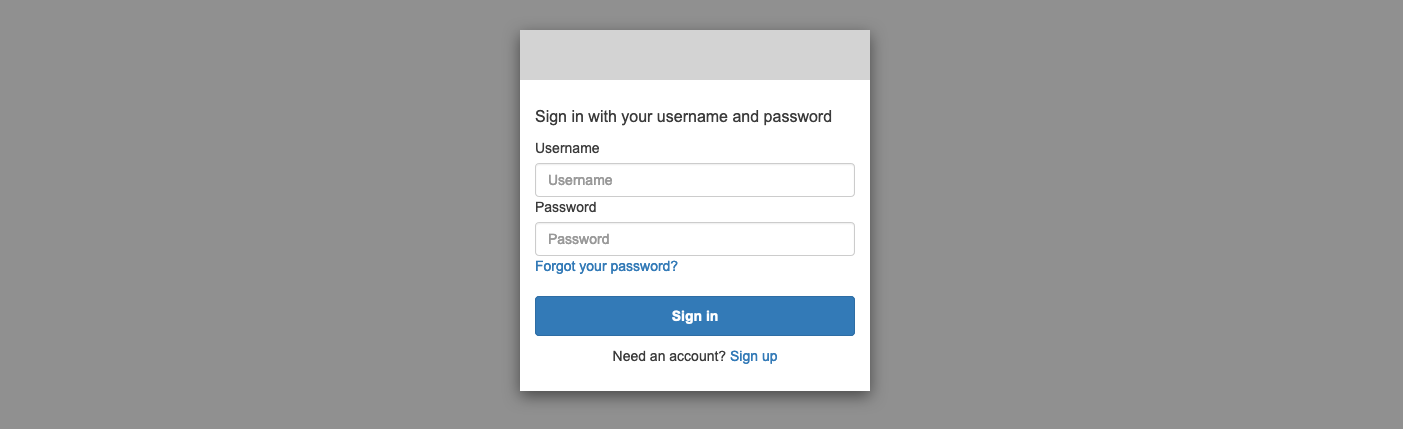 Sign in with your username and password
Username
Username
Password
Password
Forgot your password?
Sign in
Need an account? Sign up